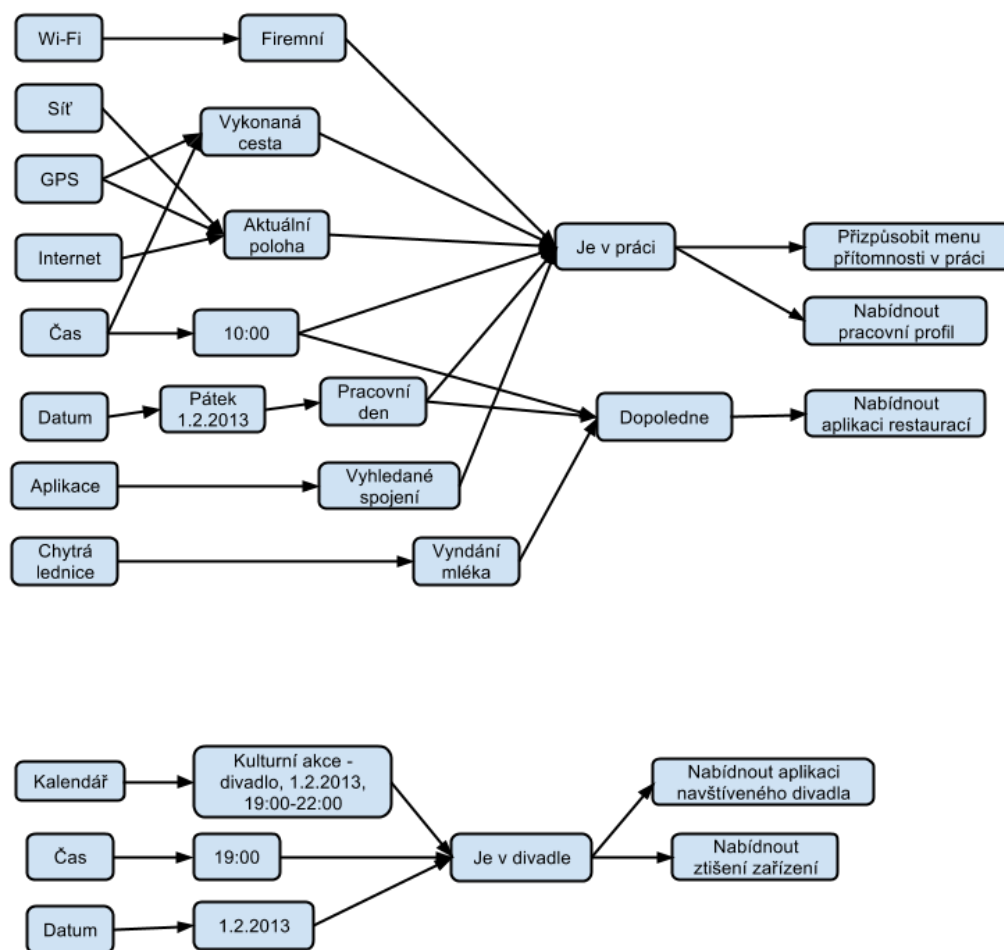 Wi-Fi
Firemní
Síť
Vykonaná
cesta
GPS
Aktuální
poloha
Internet
Je v práci
Přizpůsobit menu
přítomnosti v práci
Čas
10:00
Nabídnout
pracovní profil
Datum
Pátek
1.2.2013
Pracovní
den
Dopoledne
Nabídnout
aplikaci restaurací
Aplikace
Vyhledané
spojení
Chytrá
lednice
Vyndání
mléka
Kalendář
Kulturní akce -
divadlo, 1.2.2013,
19:00-22:00
Nabídnout aplikaci
navštíveného divadla
Čas
19:00
Je v divadle
Nabídnout
ztišení zařízení
Datum
1.2.2013